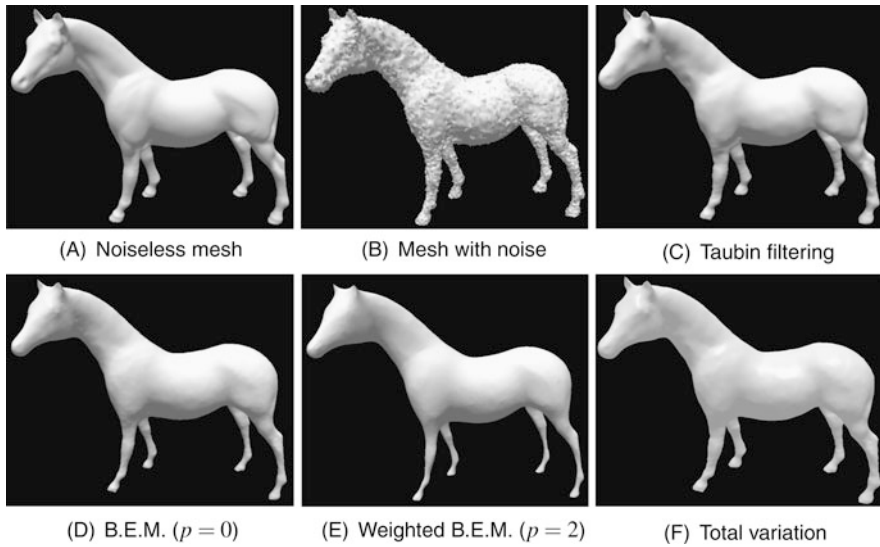 (A) Noiseless mesh
(B) Mesh with noise
(C) Taubin filtering
(D) B.E.M. (p = 0)
(E) Weighted B.E.M. (p = 2)
(F) Total variation